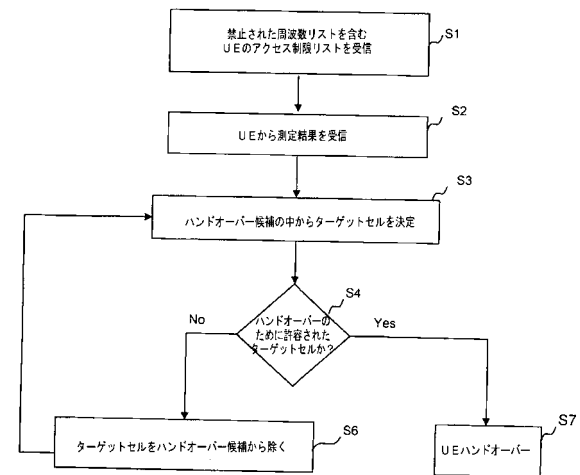 禁止された周波数リストを含む
UEのアクセス制限リストを受信
S1
UEから測定結果を受信
S2
ハンドオーバー候補の中からターゲットセルを決定
S3
ハンドオーバーの
ために許容された
ターゲットセルか?
S4
No
Yes
ターゲットセルをハンドオーバー候補から除く
S6
UEハンドオーバー
S7